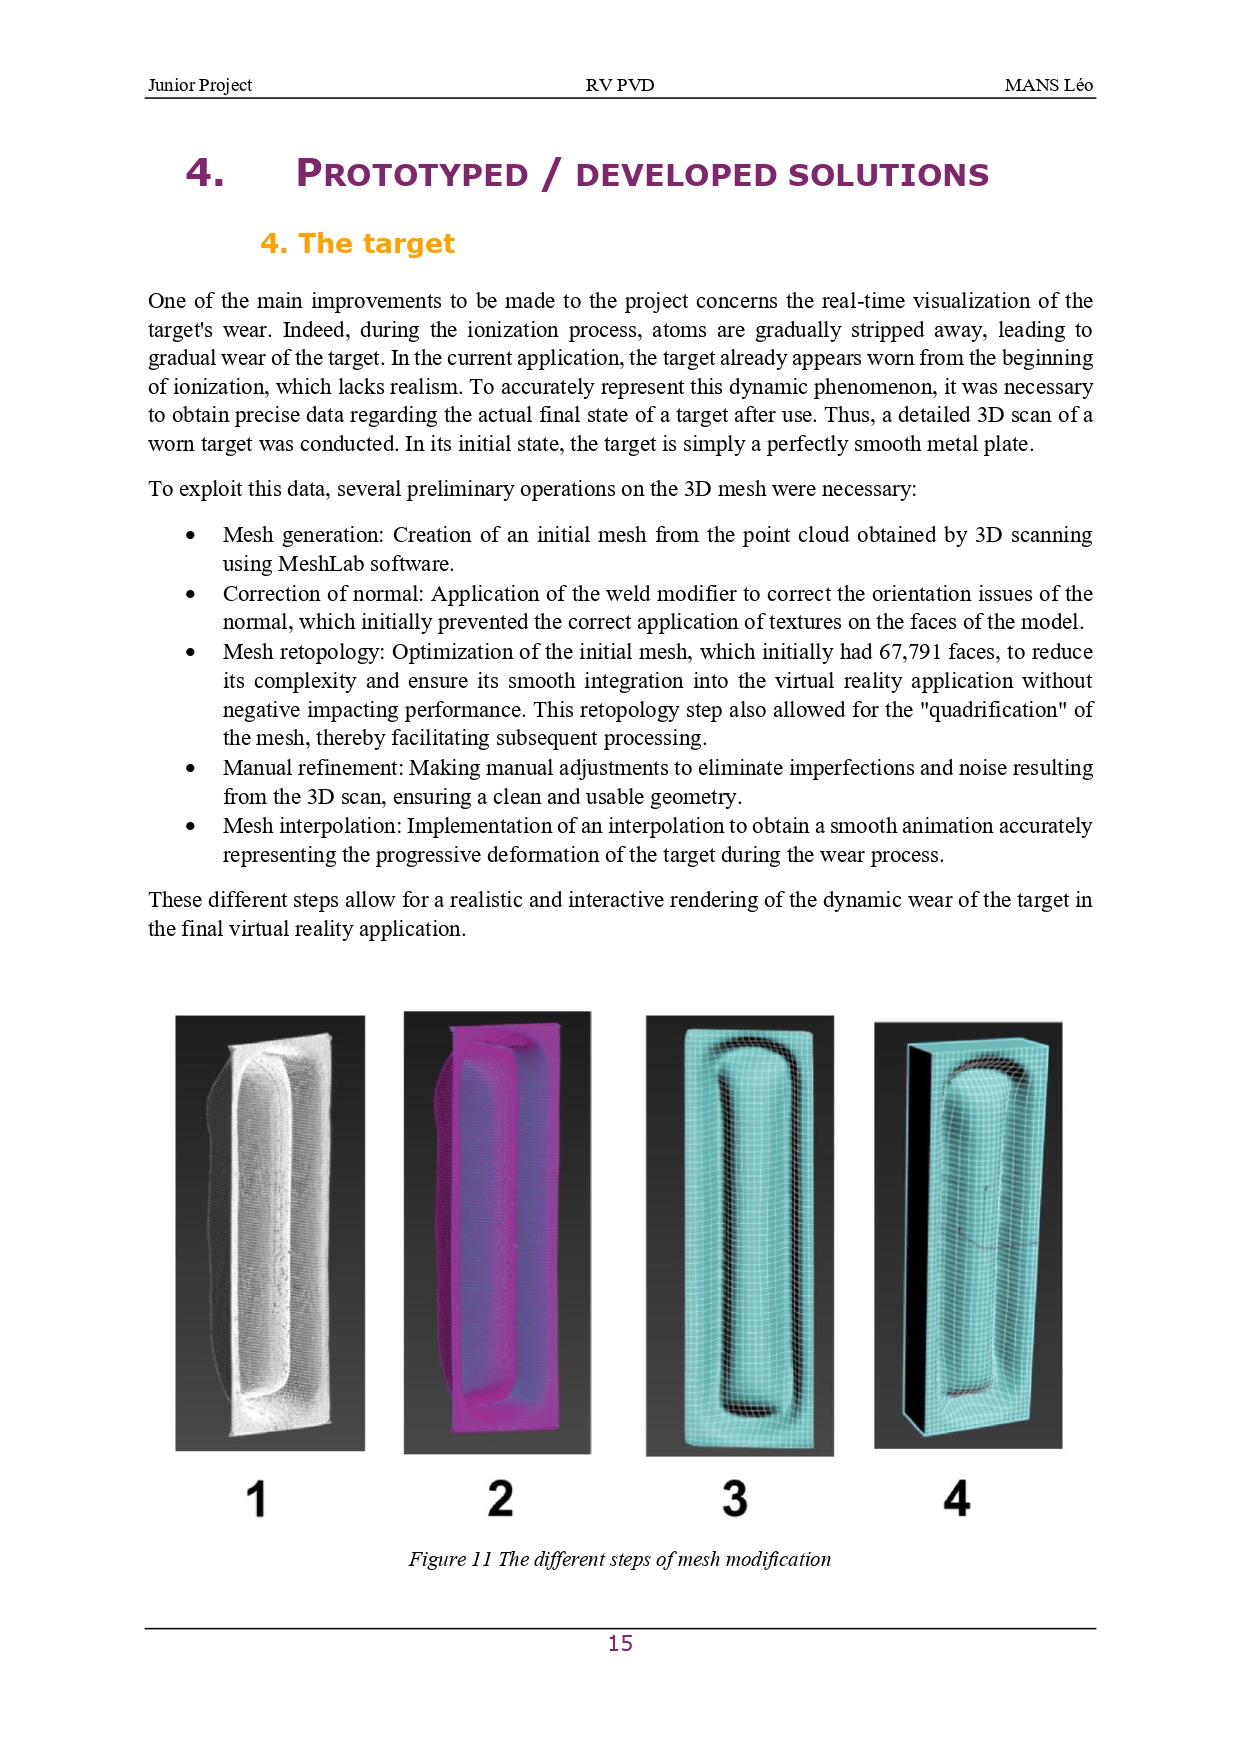 Junior Project RV PVD MANS Léo
4. PROTOTYPED / DEVELOPED SOLUTIONS
4. The target
One of the main improvements to be made to the project concerns the real-time visualization of the
target's wear. Indeed, during the ionization process, atoms are gradually stripped away, leading to
gradual wear of the target. In the current application, the target already appears worn from the beginning
of ionization, which lacks realism. To accurately represent this dynamic phenomenon, it was necessary
to obtain precise data regarding the actual final state of a target after use. Thus, a detailed 3D scan of a
worn target was conducted. In its initial state, the target is simply a perfectly smooth metal plate.
To exploit this data, several preliminary operations on the 3D mesh were necessary:
• Mesh generation: Creation of an initial mesh from the point cloud obtained by 3D scanning
using MeshLab software.
• Correction of normal: Application of the weld modifier to correct the orientation issues of the
normal, which initially prevented the correct application of textures on the faces of the model.
• Mesh retopology: Optimization of the initial mesh, which initially had 67,791 faces, to reduce
its complexity and ensure its smooth integration into the virtual reality application without
negative impacting performance. This retopology step also allowed for the "quadrification" of
the mesh, thereby facilitating subsequent processing.
• Manual refinement: Making manual adjustments to eliminate imperfections and noise resulting
from the 3D scan, ensuring a clean and usable geometry.
• Mesh interpolation: Implementation of an interpolation to obtain a smooth animation accurately
representing the progressive deformation of the target during the wear process.
These different steps allow for a realistic and interactive rendering of the dynamic wear of the target in
the final virtual reality application.
1 2 3 4
Figure 11 The different steps of mesh modification
15